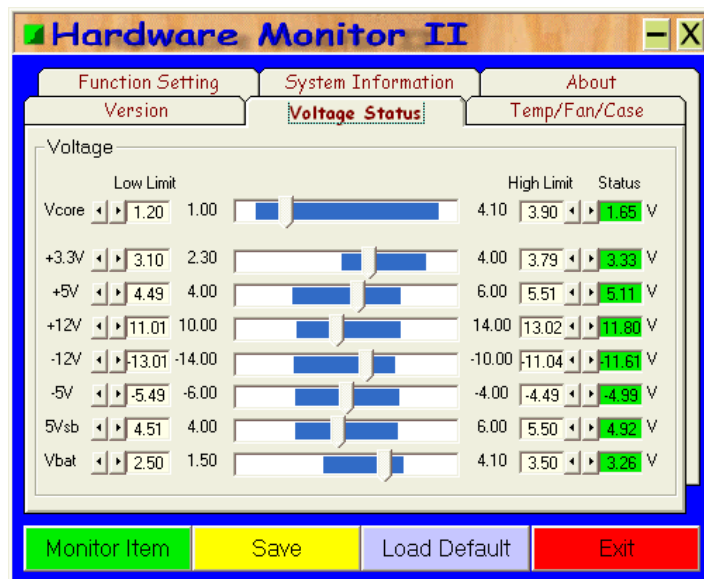 Hardware Monitor II
Function Setting System Information About
Version Voltage Status Temp/Fan/Case
Voltage
Low Limit High Limit Status
Vcore 1.20 1.00 4.10 3.90 1.65 V
+3.3V 3.10 2.30 4.00 3.79 3.33 V
+5V 4.49 4.00 6.00 5.51 5.11 V
+12V 11.01 10.00 14.00 13.02 11.80 V
-12V -13.01 -14.00 -10.00 -11.04 -11.61 V
-5V -5.49 -6.00 -4.00 -4.49 -4.99 V
5Vsb 4.51 4.00 6.00 5.50 4.92 V
Vbat 2.50 1.50 4.10 3.50 3.26 V
Monitor Item Save Load Default Exit